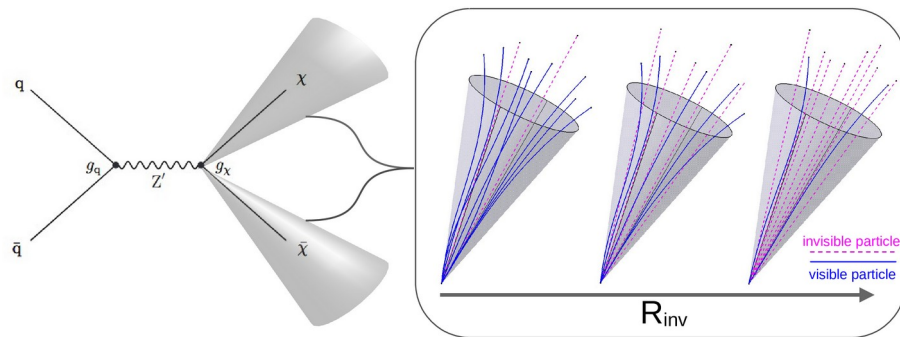 q
q̄
g_q
Z′
g_χ
χ
χ̄
invisible particle
visible particle
R_inv